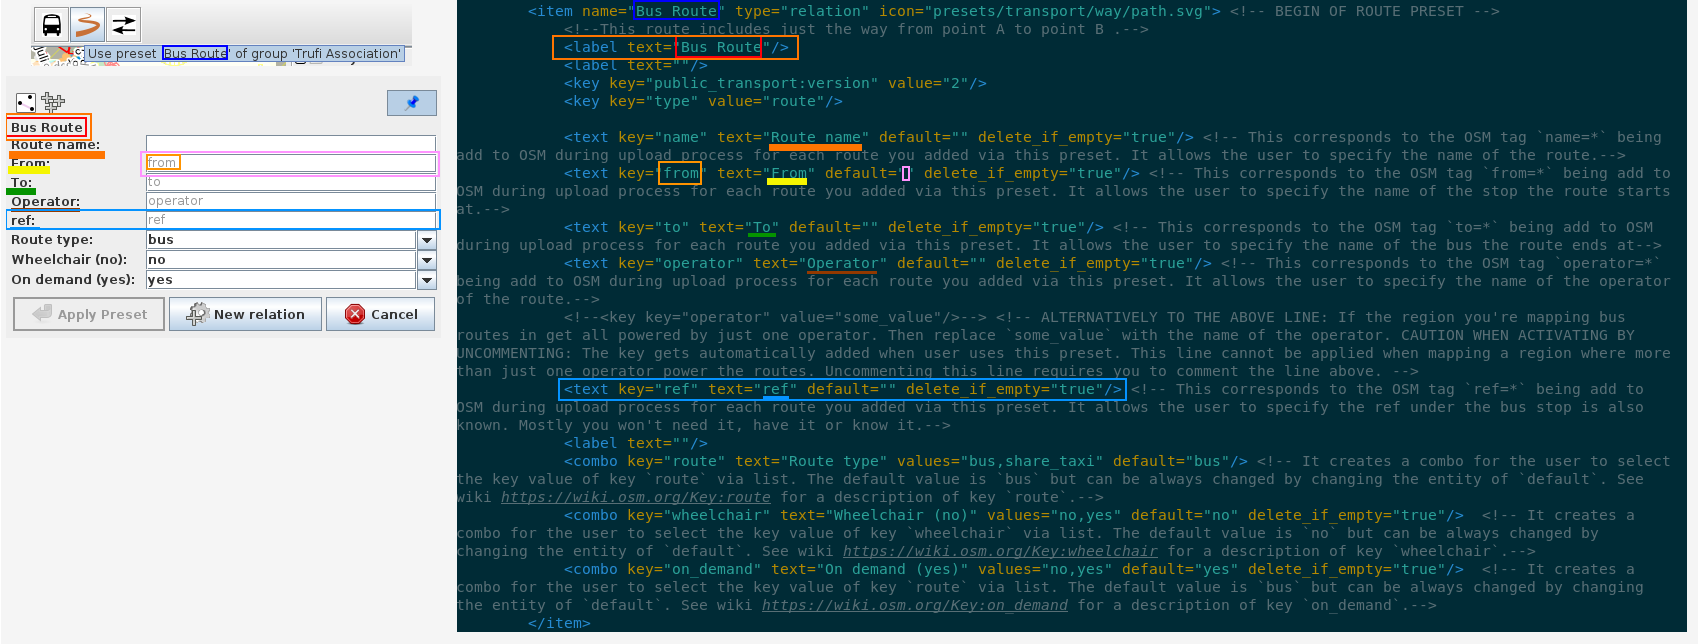 Use preset 'Bus Route' of group 'Trufi Association'
Bus Route
Route name:
From:
from
To:
to
Operator:
operator
ref:
ref
Route type:
bus
Wheelchair (no):
no
On demand (yes):
yes
Apply Preset
New relation
Cancel
<item name="Bus Route" type="relation" icon="presets/transport/way/path.svg"> <!-- BEGIN OF ROUTE PRESET -->
<!--This route includes just the way from point A to point B .-->
<label text="Bus Route"/>
<label text=""/>
<key key="public_transport:version" value="2"/>
<key key="type" value="route"/>
<text key="name" text="Route name" default="" delete_if_empty="true"/> <!-- This corresponds to the OSM tag `name=*` being
add to OSM during upload process for each route you added via this preset. It allows the user to specify the name of the route.-->
<text key="from" text="From" default="" delete_if_empty="true"/> <!-- This corresponds to the OSM tag `from=*` being add to
OSM during upload process for each route you added via this preset. It allows the user to specify the name of the stop the route starts
at.-->
<text key="to" text="To" default="" delete_if_empty="true"/> <!-- This corresponds to the OSM tag `to=*` being add to OSM
during upload process for each route you added via this preset. It allows the user to specify the name of the bus the route ends at-->
<text key="operator" text="Operator" default="" delete_if_empty="true"/> <!-- This corresponds to the OSM tag `operator=*`
being add to OSM during upload process for each route you added via this preset. It allows the user to specify the name of the operator
of the route.-->
<!--<key key="operator" value="some_value"/>--> <!-- ALTERNATIVELY TO THE ABOVE LINE: If the region you're mapping bus
routes in get all powered by just one operator. Then replace `some_value` with the name of the operator. CAUTION WHEN ACTIVATING BY
UNCOMMENTING: The key gets automatically added when user uses this preset. This line cannot be applied when mapping a region where more
than just one operator power the routes. Uncommenting this line requires you to comment the line above. -->
<text key="ref" text="ref" default="" delete_if_empty="true"/> <!-- This corresponds to the OSM tag `ref=*` being add to
OSM during upload process for each route you added via this preset. It allows the user to specify the ref under the bus stop is also
known. Mostly you won't need it, have it or know it.-->
<label text=""/>
<combo key="route" text="Route type" values="bus,share_taxi" default="bus"/> <!-- It creates a combo for the user to select
the key value of key `route` via list. The default value is `bus` but can be always changed by changing the entity of `default`. See
wiki https://wiki.osm.org/Key:route for a description of key `route`.-->
<combo key="wheelchair" text="Wheelchair (no)" values="no,yes" default="no" delete_if_empty="true"/>  <!-- It creates a
combo for the user to select the key value of key `wheelchair` via list. The default value is `no` but can be always changed by
changing the entity of `default`. See wiki https://wiki.osm.org/Key:wheelchair for a description of key `wheelchair`.-->
<combo key="on_demand" text="On demand (yes)" values="no,yes" default="yes" delete_if_empty="true"/>  <!-- It creates a
combo for the user to select the key value of key `route` via list. The default value is `bus` but can be always changed by changing
the entity of `default`. See wiki https://wiki.osm.org/Key:on_demand for a description of key `on_demand`.-->
</item>